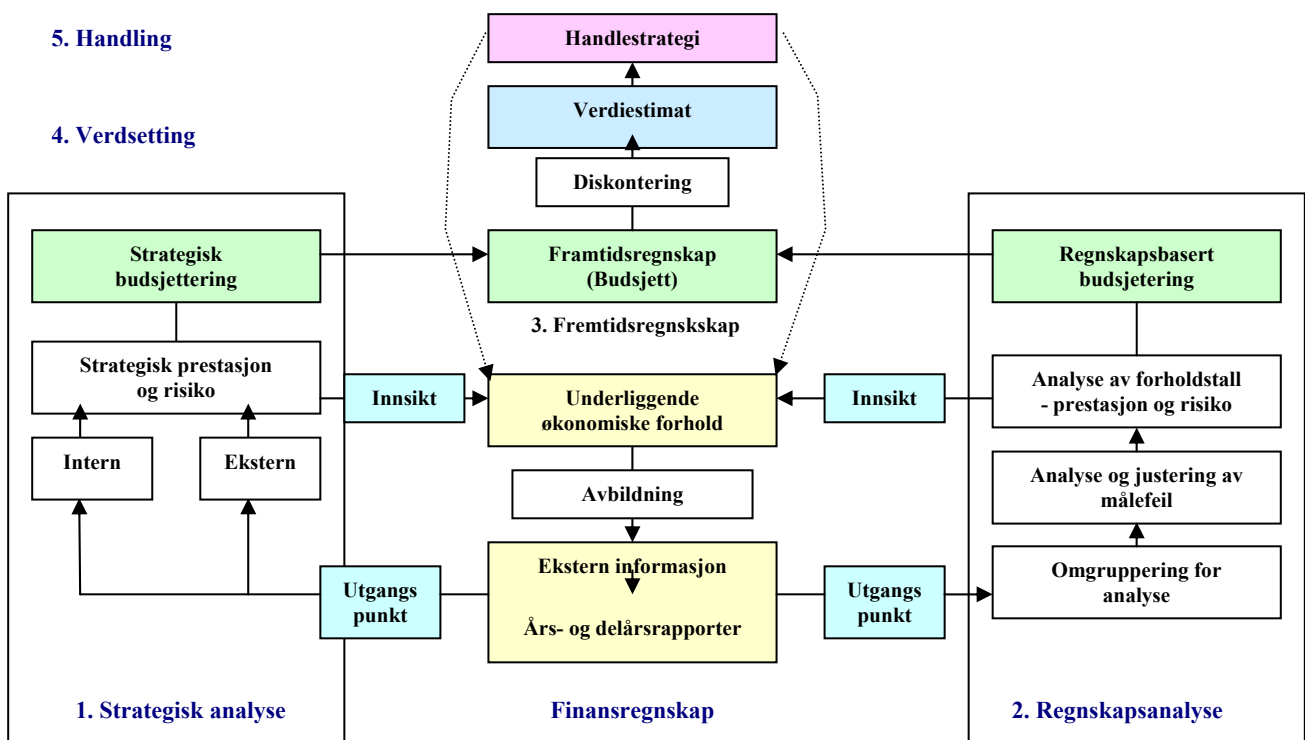 5. Handling
Handlestrategi
Verdiestimat
4. Verdsetting
Diskontering
Strategisk
budsjettering
Framtidsregnskap
(Budsjett)
Regnskapsbasert
budsjetering
3. Fremtidsregnskskap
Strategisk prestasjon
og risiko
Innsikt
Underliggende
økonomiske forhold
Innsikt
Analyse av forholdstall
- prestasjon og risiko
Intern
Ekstern
Avbildning
Analyse og justering av
målefeil
Utgangs
punkt
Ekstern informasjon
Års- og delårsrapporter
Utgangs
punkt
Omgruppering for
analyse
1. Strategisk analyse
Finansregnskap
2. Regnskapsanalyse